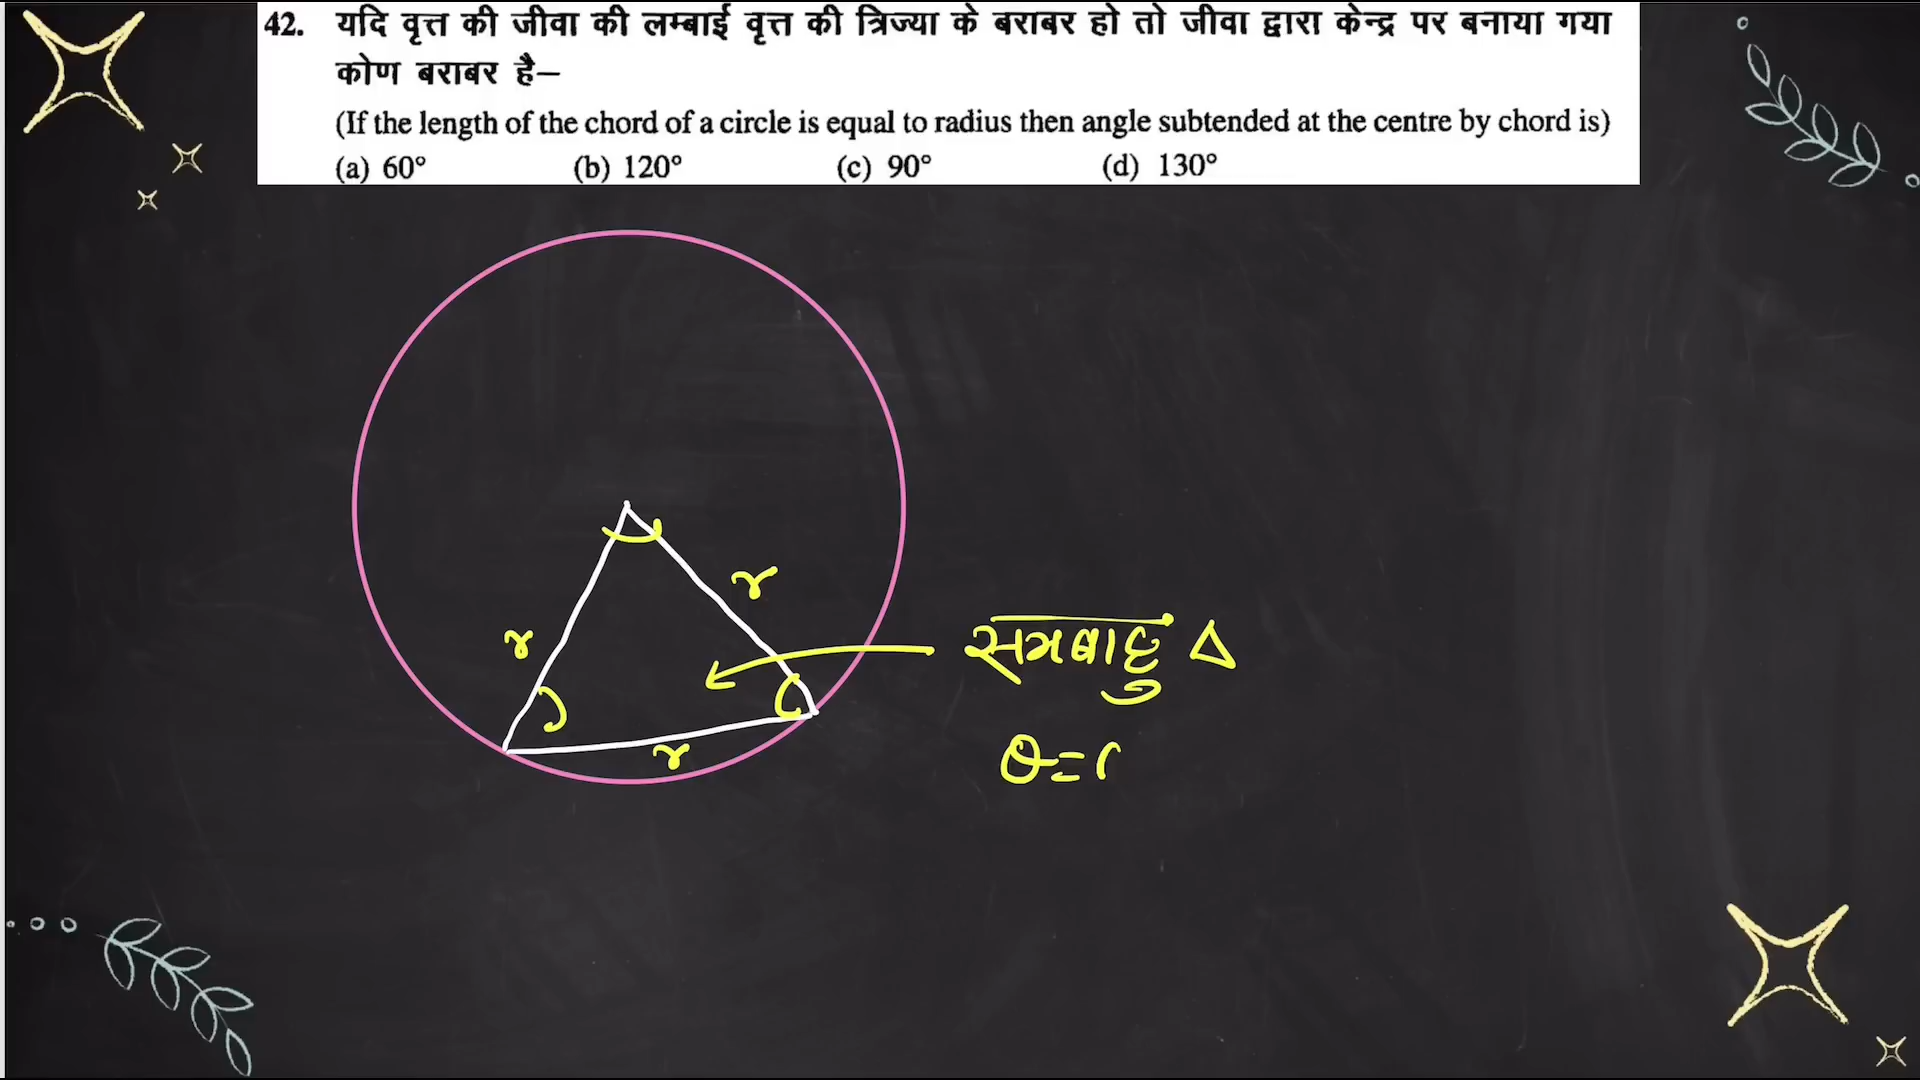 42. यदि वृत्त की जीवा की लम्बाई वृत्त की त्रिज्या के बराबर हो तो जीवा द्वारा केन्द्र पर बनाया गया
कोण बराबर है–
(If the length of the chord of a circle is equal to radius then angle subtended at the centre by chord is)
(a) 60° (b) 120° (c) 90° (d) 130°
r
r
r
समबाहु Δ
θ=